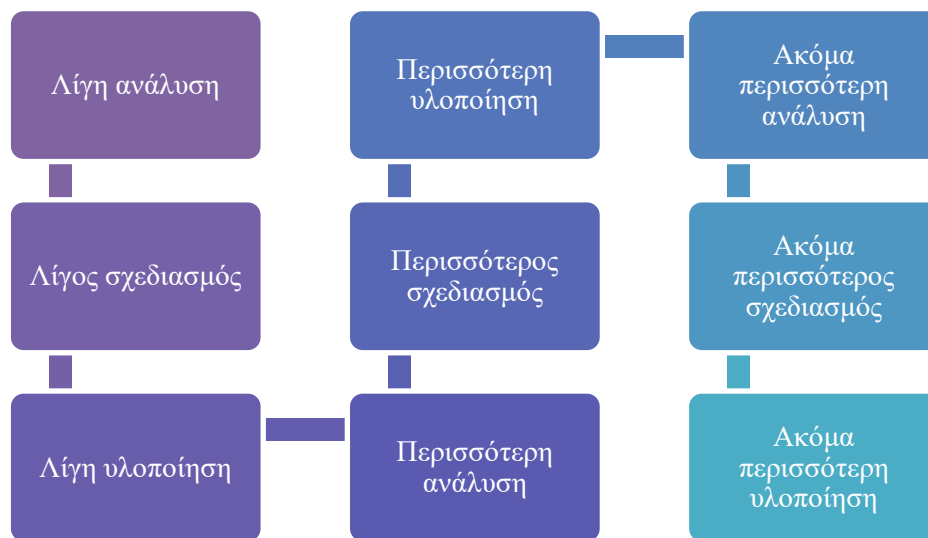 Λίγη ανάλυση
Λίγος σχεδιασμός
Λίγη υλοποίηση
Περισσότερη
ανάλυση
Περισσότερος
σχεδιασμός
Περισσότερη
υλοποίηση
Ακόμα
περισσότερη
ανάλυση
Ακόμα
περισσότερος
σχεδιασμός
Ακόμα
περισσότερη
υλοποίηση